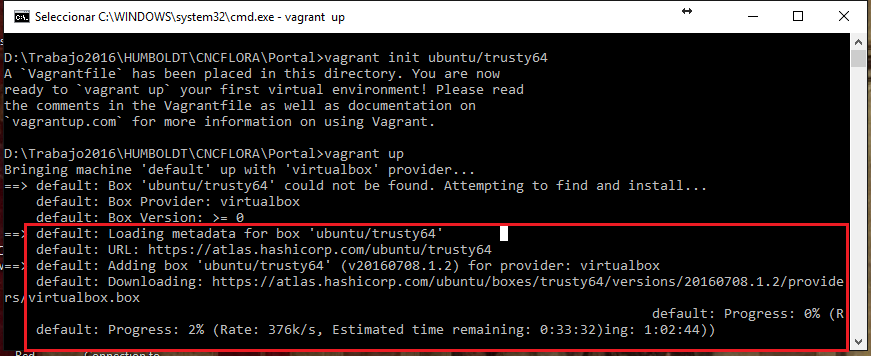 Seleccionar C:\WINDOWS\system32\cmd.exe - vagrant up
D:\Trabajo2016\HUMBOLDT\CNCFLORA\Portal>vagrant init ubuntu/trusty64
A `Vagrantfile` has been placed in this directory. You are now
ready to `vagrant up` your first virtual environment! Please read
the comments in the Vagrantfile as well as documentation on
`vagrantup.com` for more information on using Vagrant.
D:\Trabajo2016\HUMBOLDT\CNCFLORA\Portal>vagrant up
Bringing machine 'default' up with 'virtualbox' provider...
==> default: Box 'ubuntu/trusty64' could not be found. Attempting to find and install...
default: Box Provider: virtualbox
default: Box Version: >= 0
==> default: Loading metadata for box 'ubuntu/trusty64'
default: URL: https://atlas.hashicorp.com/ubuntu/trusty64
==> default: Adding box 'ubuntu/trusty64' (v20160708.1.2) for provider: virtualbox
default: Downloading: https://atlas.hashicorp.com/ubuntu/boxes/trusty64/versions/20160708.1.2/provide
rs/virtualbox.box
default: Progress: 0% (R
default: Progress: 2% (Rate: 376k/s, Estimated time remaining: 0:33:32)ing: 1:02:44))